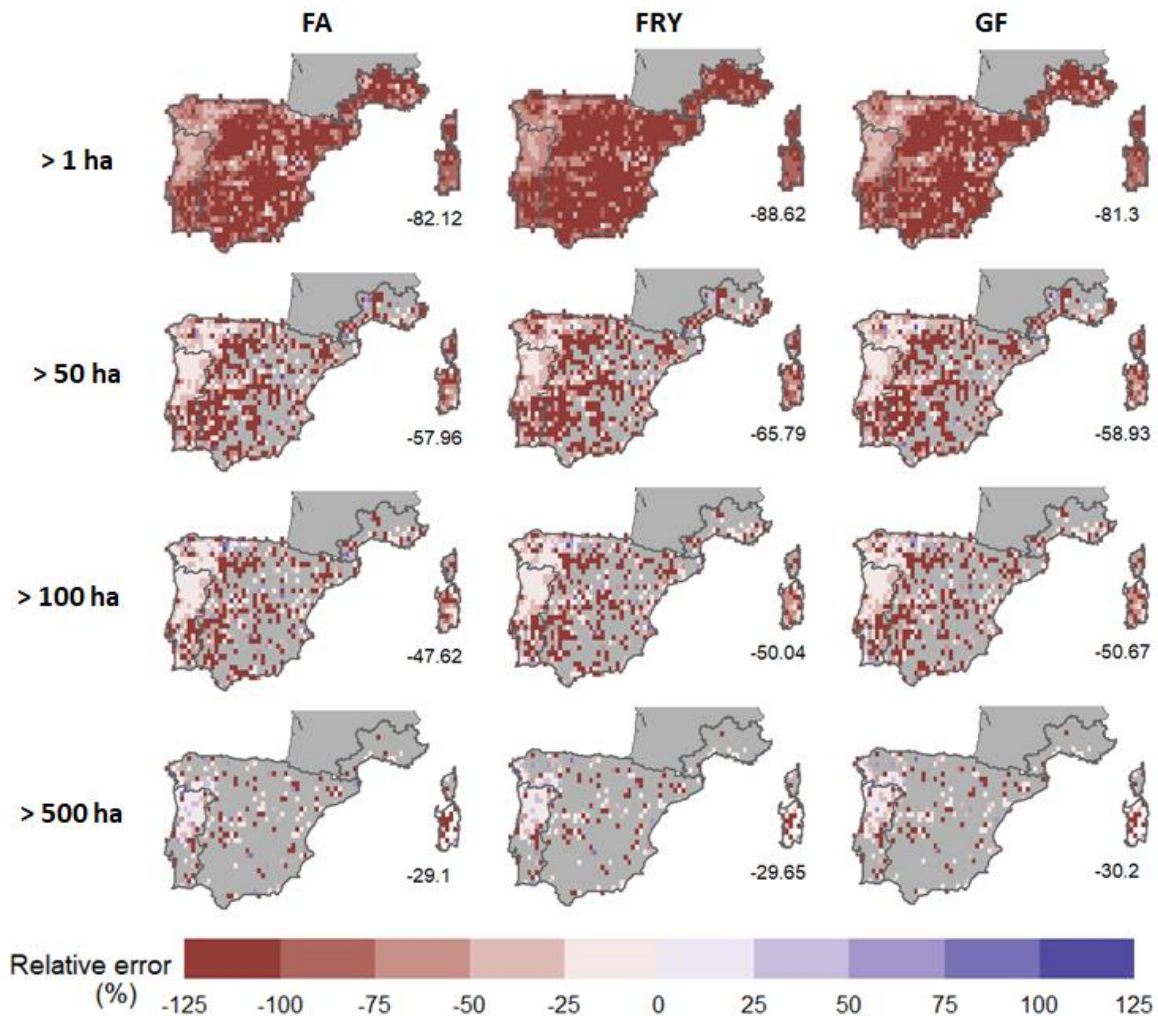 FA FRY GF
> 1 ha
-82.12 -88.62 -81.3
> 50 ha
-57.96 -65.79 -58.93
> 100 ha
-47.62 -50.04 -50.67
> 500 ha
-29.1 -29.65 -30.2
Relative error
(%)
-125 -100 -75 -50 -25 0 25 50 75 100 125